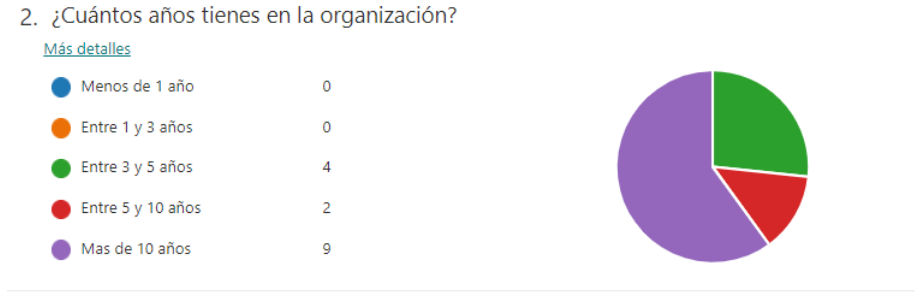 2. ¿Cuántos años tienes en la organización?
Más detalles
Menos de 1 año 0
Entre 1 y 3 años 0
Entre 3 y 5 años 4
Entre 5 y 10 años 2
Mas de 10 años 9